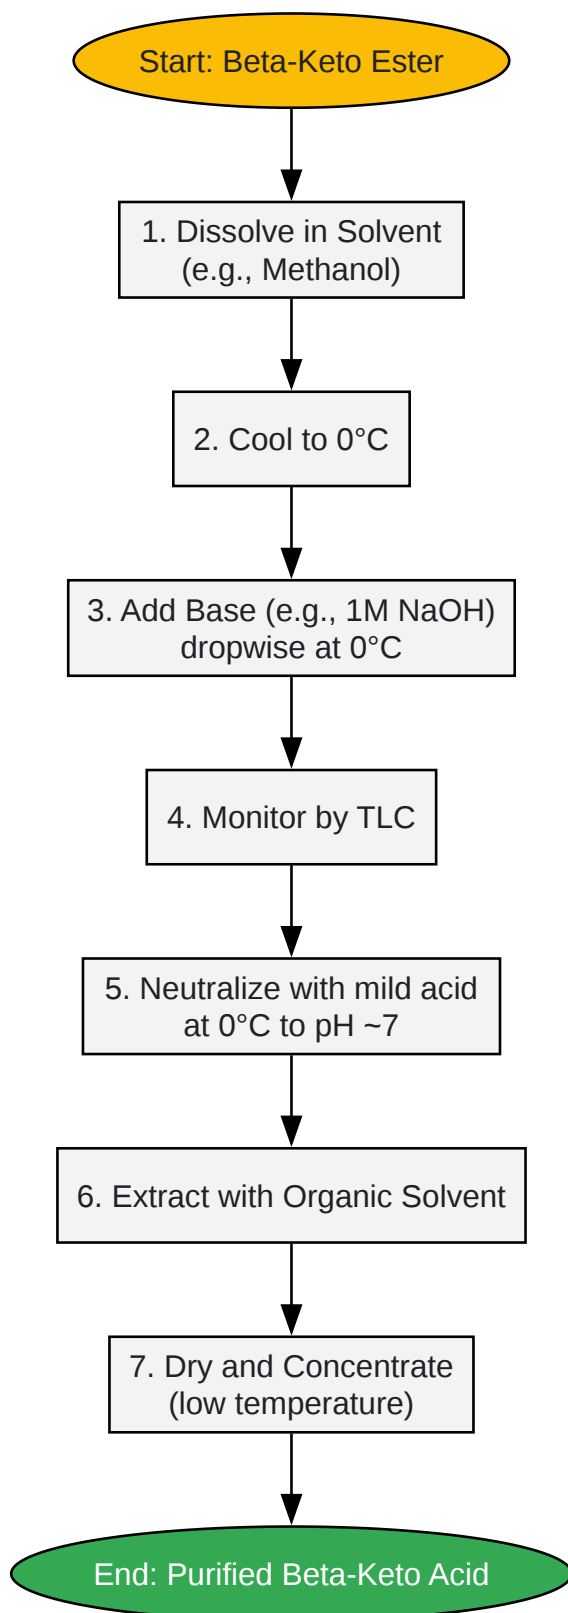 Start: Beta-Keto Ester
1. Dissolve in Solvent
(e.g., Methanol)
2. Cool to 0°C
3. Add Base (e.g., 1M NaOH)
dropwise at 0°C
4. Monitor by TLC
5. Neutralize with mild acid
at 0°C to pH ~7
6. Extract with Organic Solvent
7. Dry and Concentrate
(low temperature)
End: Purified Beta-Keto Acid